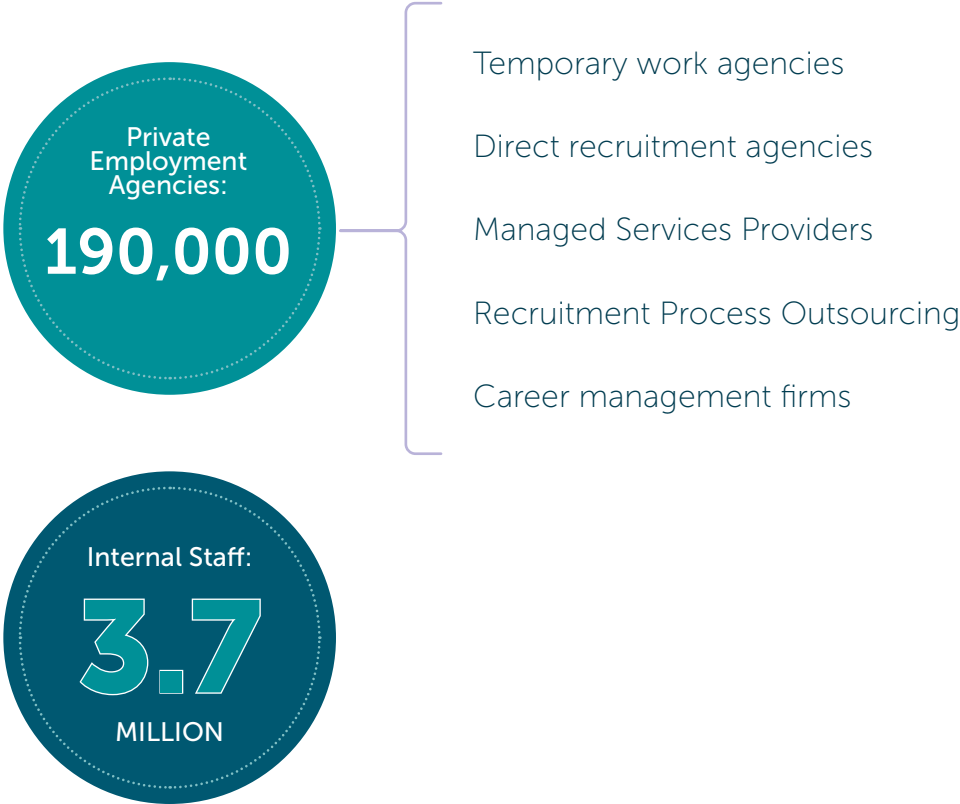 Private
Employment
Agencies:
190,000
Temporary work agencies
Direct recruitment agencies
Managed Services Providers
Recruitment Process Outsourcing
Career management firms
Internal Staff:
3.7
MILLION